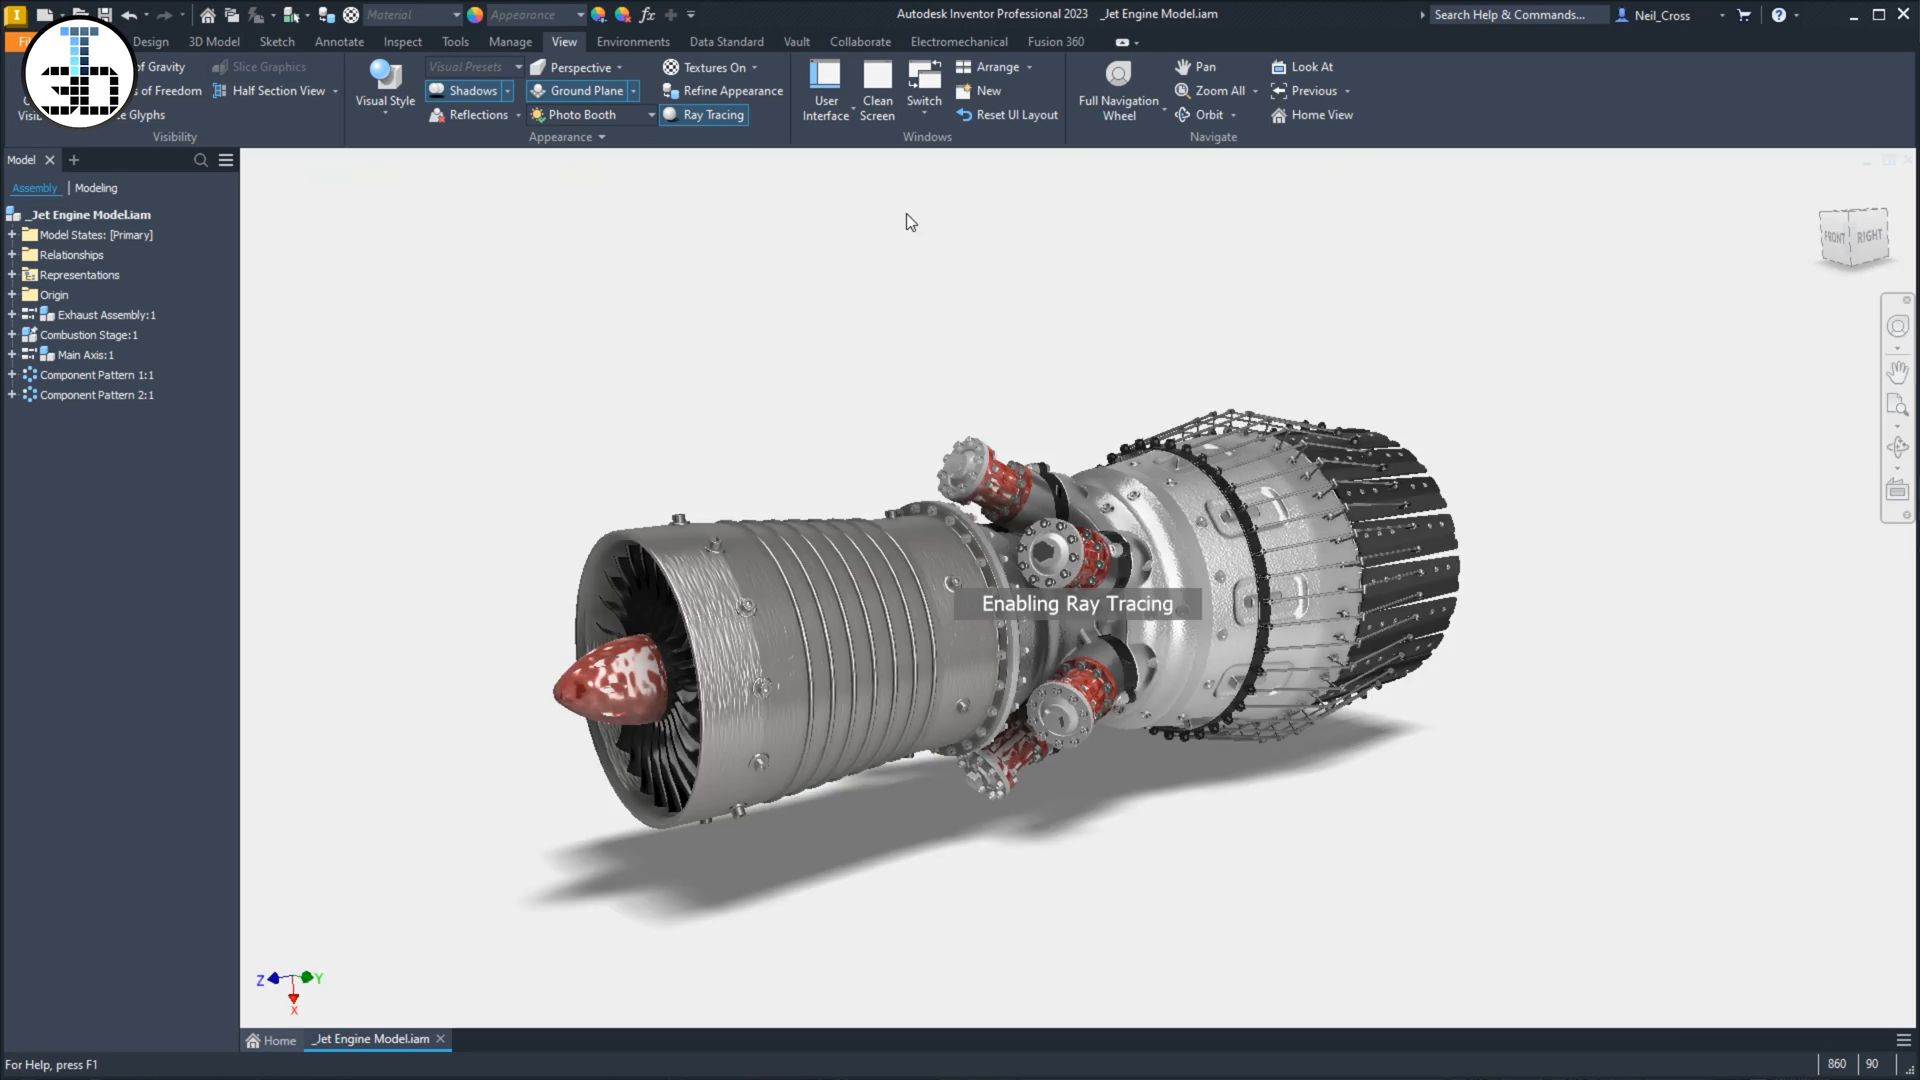 I Material Appearance fx Autodesk Inventor Professional 2023 _Jet Engine Model.iam Search Help & Commands... Neil_Cross
Design 3D Model Sketch Annotate Inspect Tools Manage View Environments Data Standard Vault Collaborate Electromechanical Fusion 360
of Gravity Slice Graphics Visual Presets Perspective Textures On Arrange Pan Look At
s of Freedom Half Section View Shadows Ground Plane Refine Appearance New Zoom All Previous
Glyphs Reflections Photo Booth Ray Tracing Reset UI Layout Orbit Home View
Visual Style
User Interface
Clean Screen
Switch
Full Navigation Wheel
Visibility Appearance Windows Navigate
Model
Assembly | Modeling
_Jet Engine Model.iam
Model States: [Primary]
Relationships
Representations
Origin
Exhaust Assembly:1
Combustion Stage:1
Main Axis:1
Component Pattern 1:1
Component Pattern 2:1
FRONT RIGHT
Enabling Ray Tracing
Z Y
X
Home _Jet Engine Model.iam
For Help, press F1 860 90